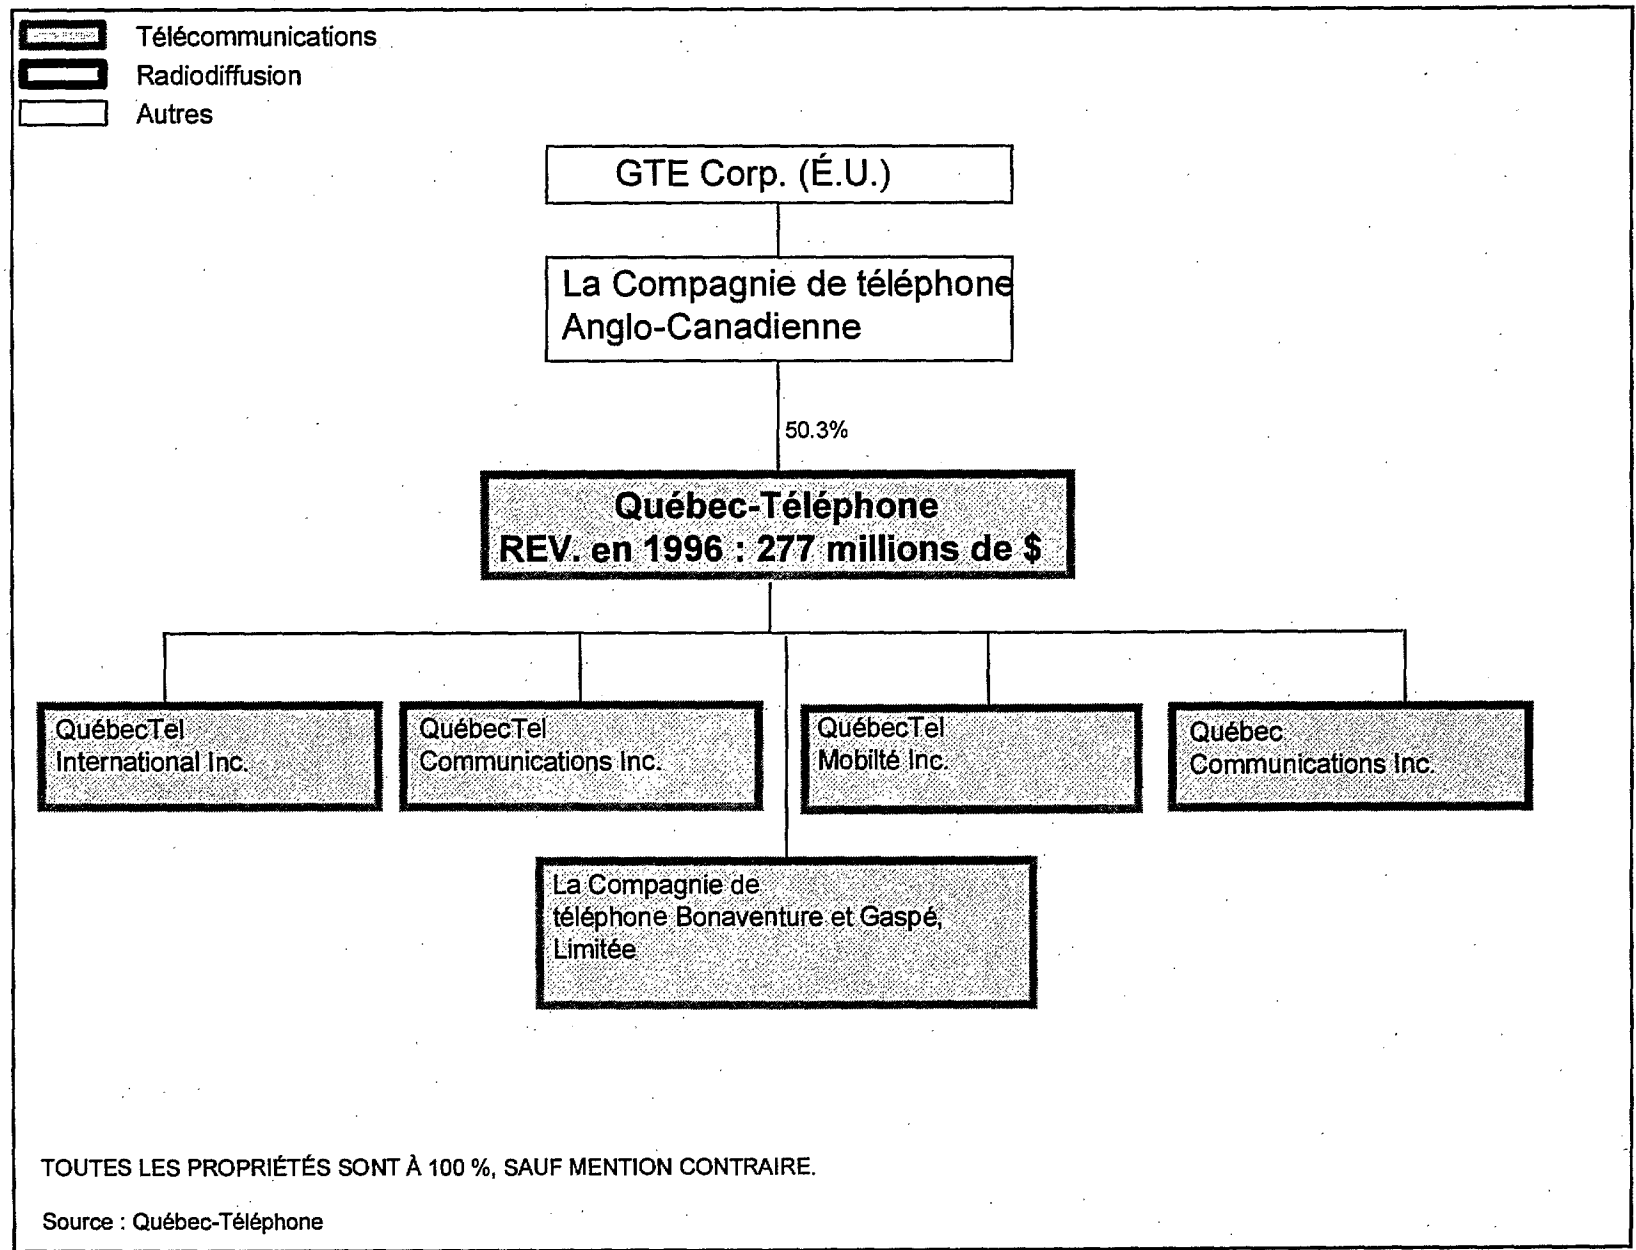 Télécommunications
Radiodiffusion
Autres
GTE Corp. (É.U.)
La Compagnie de téléphone
Anglo-Canadienne
50.3%
Québec-Téléphone
REV. en 1996 : 277 millions de $
QuébecTel
International Inc.
QuébecTel
Communications Inc.
QuébecTel
Mobilté Inc.
Québec
Communications Inc.
La Compagnie de
téléphone Bonaventure et Gaspé,
Limitée
TOUTES LES PROPRIÉTÉS SONT À 100 %, SAUF MENTION CONTRAIRE.
Source : Québec-Téléphone